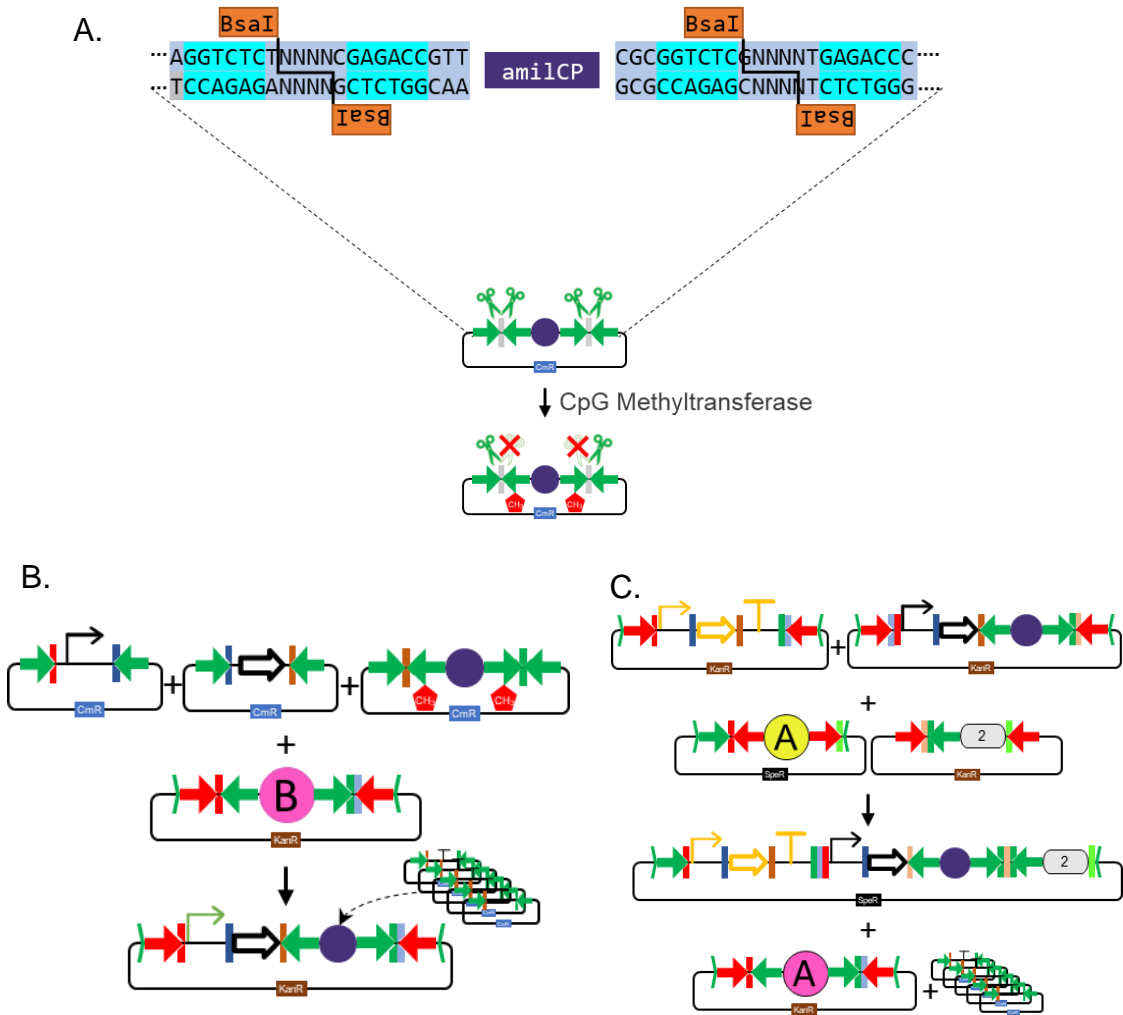 A.
BsaI
BsaI
AGGTCTCTNNNNCGAGACCGTT
TCCAGAGANNNNGCTCTGGCAA
amilCP
CGCGGTCTCGNNNNTGAGACCC
GCGCCAGAGCNNNNTCTCTGGG
BsaI
BsaI
CmR
CpG Methyltransferase
CH3
CH3
CmR
B.
C.
KanR
+
KanR
CmR
+
CmR
+
CH3
CH3
CmR
+
+
A
SpeR
2
KanR
B
KanR
2
SpeR
+
KanR
A
KanR
+